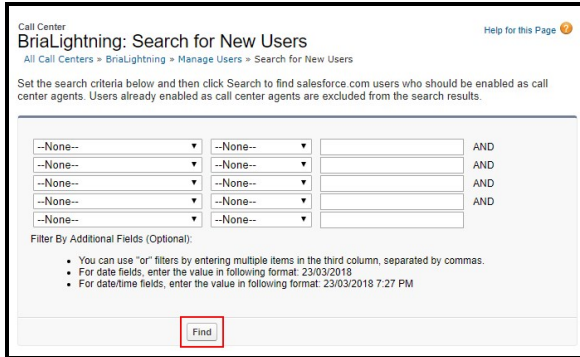 Call Center
BriaLightning: Search for New Users
Help for this Page
All Call Centers » BriaLightning » Manage Users » Search for New Users
Set the search criteria below and then click Search to find salesforce.com users who should be enabled as call
center agents. Users already enabled as call center agents are excluded from the search results.
--None-- --None-- AND
--None-- --None-- AND
--None-- --None-- AND
--None-- --None-- AND
--None-- --None--
Filter By Additional Fields (Optional):
• You can use "or" filters by entering multiple items in the third column, separated by commas.
• For date fields, enter the value in following format: 23/03/2018
• For date/time fields, enter the value in following format: 23/03/2018 7:27 PM
Find